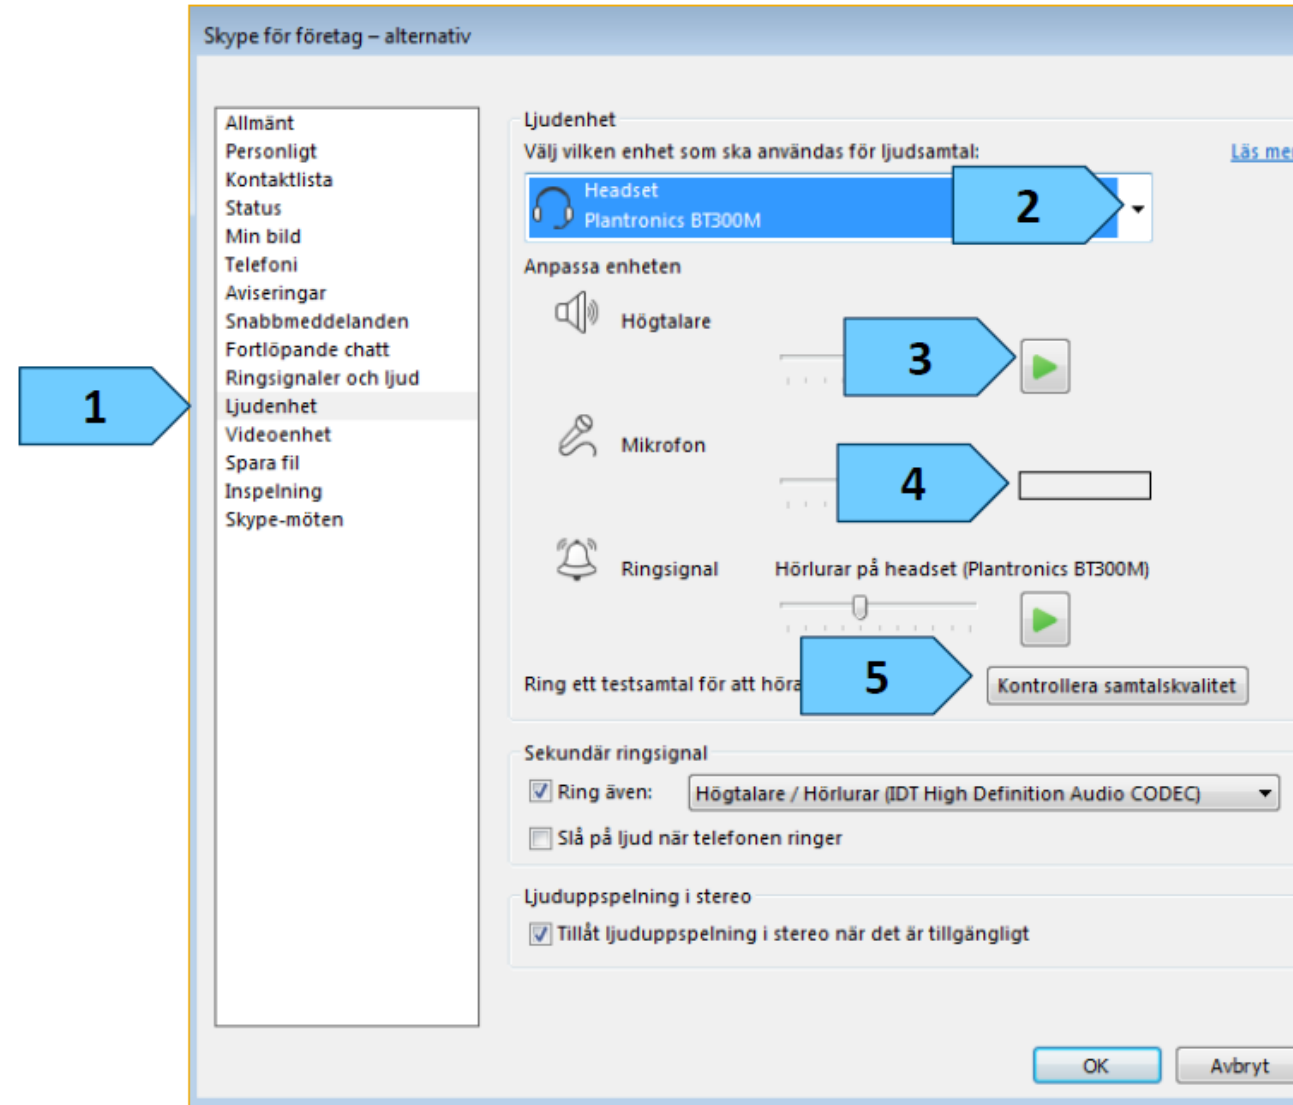 Skype för företag – alternativ
Allmänt
Personligt
Kontaktlista
Status
Min bild
Telefoni
Aviseringar
Snabbmeddelanden
Fortlöpande chatt
Ringsignaler och ljud
Ljudenhet
Videoenhet
Spara fil
Inspelning
Skype-möten
1
Ljudenhet
Välj vilken enhet som ska användas för ljudsamtal:
Läs mer
Headset
Plantronics BT300M
2
Anpassa enheten
Högtalare
3
Mikrofon
4
Ringsignal Hörlurar på headset (Plantronics BT300M)
Ring ett testsamtal för att höra
5
Kontrollera samtalskvalitet
Sekundär ringsignal
Ring även: Högtalare / Hörlurar (IDT High Definition Audio CODEC)
Slå på ljud när telefonen ringer
Ljuduppspelning i stereo
Tillåt ljuduppspelning i stereo när det är tillgängligt
OK Avbryt